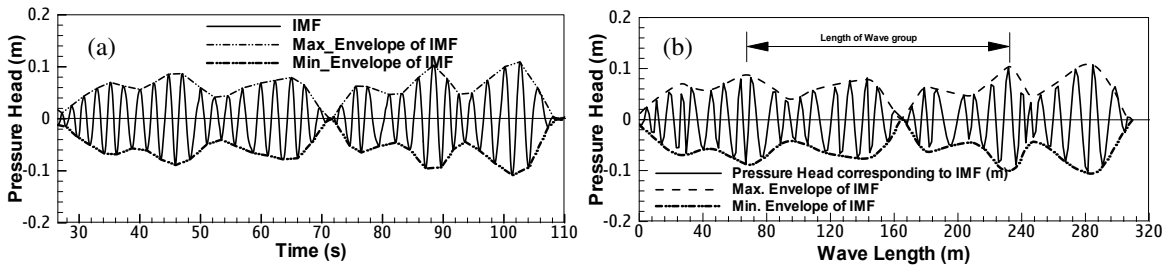 0.2
0.1
0
-0.1
-0.2
Pressure Head (m)
(a)
IMF
Max_Envelope of IMF
Min_Envelope of IMF
30 40 50 60 70 80 90 100 110
Time (s)
0.2
0.1
0
-0.1
-0.2
Pressure Head (m)
(b)
Length of Wave group
Pressure Head corresponding to IMF (m)
Max. Envelope of IMF
Min. Envelope of IMF
0 40 80 120 160 200 240 280 320
Wave Length (m)